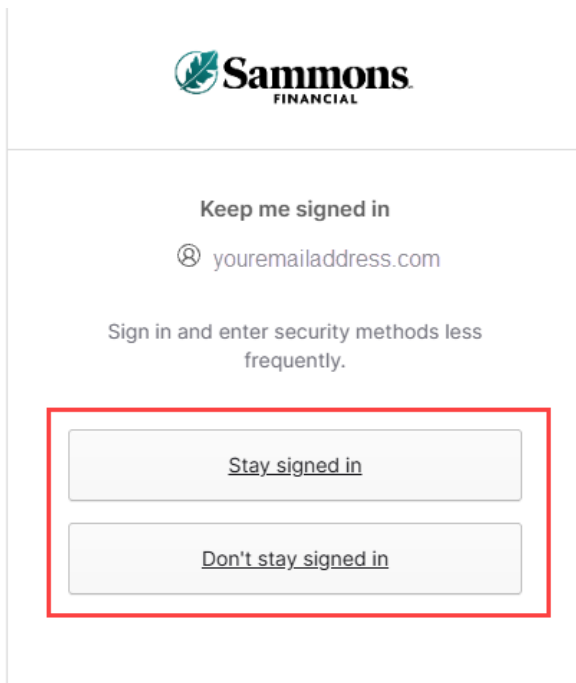 Sammons
FINANCIAL
Keep me signed in
youremailaddress.com
Sign in and enter security methods less
frequently.
Stay signed in
Don't stay signed in